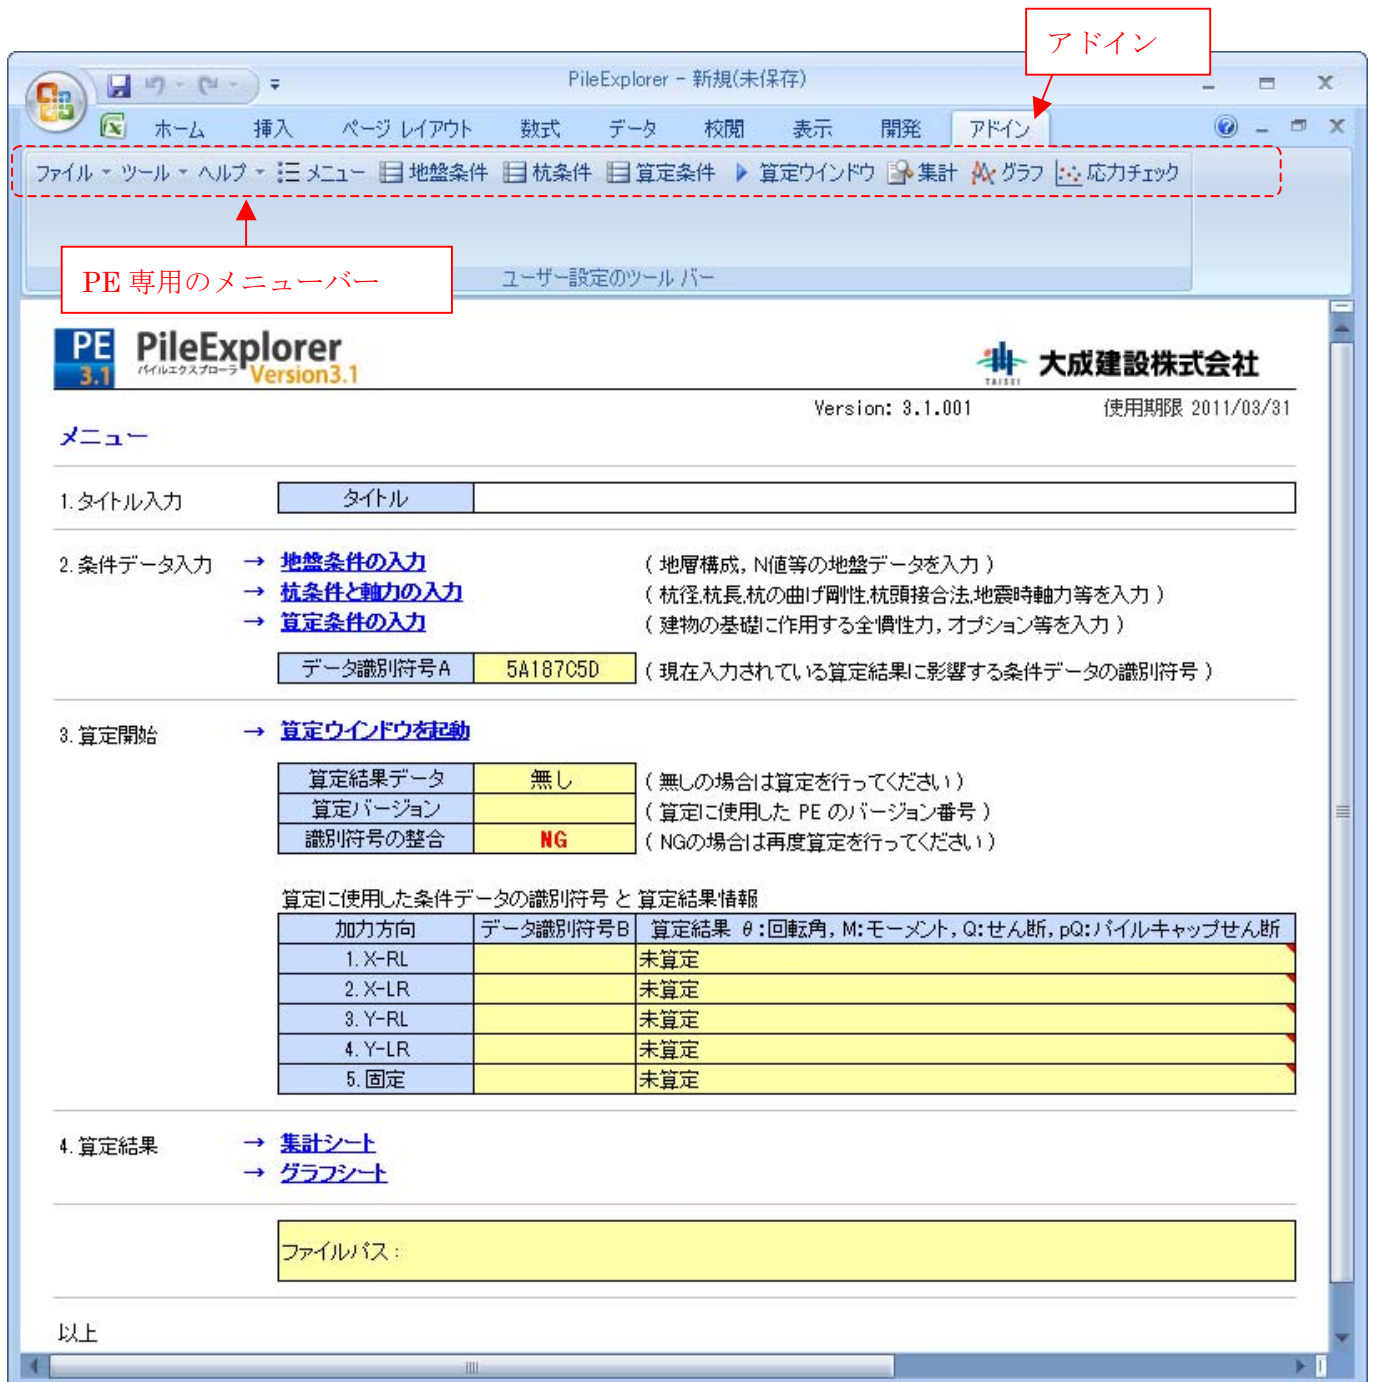 アドイン
PileExplorer - 新規(未保存)
ホーム 挿入 ページ レイアウト 数式 データ 校閲 表示 開発 アドイン
ファイル ツール ヘルプ メニュー 地盤条件 杭条件 算定条件 算定ウインドウ 集計 グラフ 応力チェック
PE 専用のメニューバー
ユーザー設定のツール バー
PE 3.1
PileExplorer
パイルエクスプローラ Version3.1
TAISEI 大成建設株式会社
Version: 3.1.001 使用期限 2011/03/31
メニュー
1.タイトル入力 タイトル
2.条件データ入力 → 地盤条件の入力 ( 地層構成, N値等の地盤データを入力 )
→ 杭条件と軸力の入力 ( 杭径,杭長,杭の曲げ剛性,杭頭接合法,地震時軸力等を入力 )
→ 算定条件の入力 ( 建物の基礎に作用する全慣性力, オプション等を入力 )
データ識別符号A 5A187C5D ( 現在入力されている算定結果に影響する条件データの識別符号 )
3.算定開始 → 算定ウインドウを起動
算定結果データ 無し ( 無しの場合は算定を行ってください )
算定バージョン ( 算定に使用した PE のバージョン番号 )
識別符号の整合 NG ( NGの場合は再度算定を行ってください )
算定に使用した条件データの識別符号 と 算定結果情報
加力方向 データ識別符号B 算定結果 θ:回転角, M:モーメント, Q:せん断, pQ:パイルキャップせん断
1.X-RL 未算定
2.X-LR 未算定
3.Y-RL 未算定
4.Y-LR 未算定
5.固定 未算定
4.算定結果 → 集計シート
→ グラフシート
ファイルパス :
以上